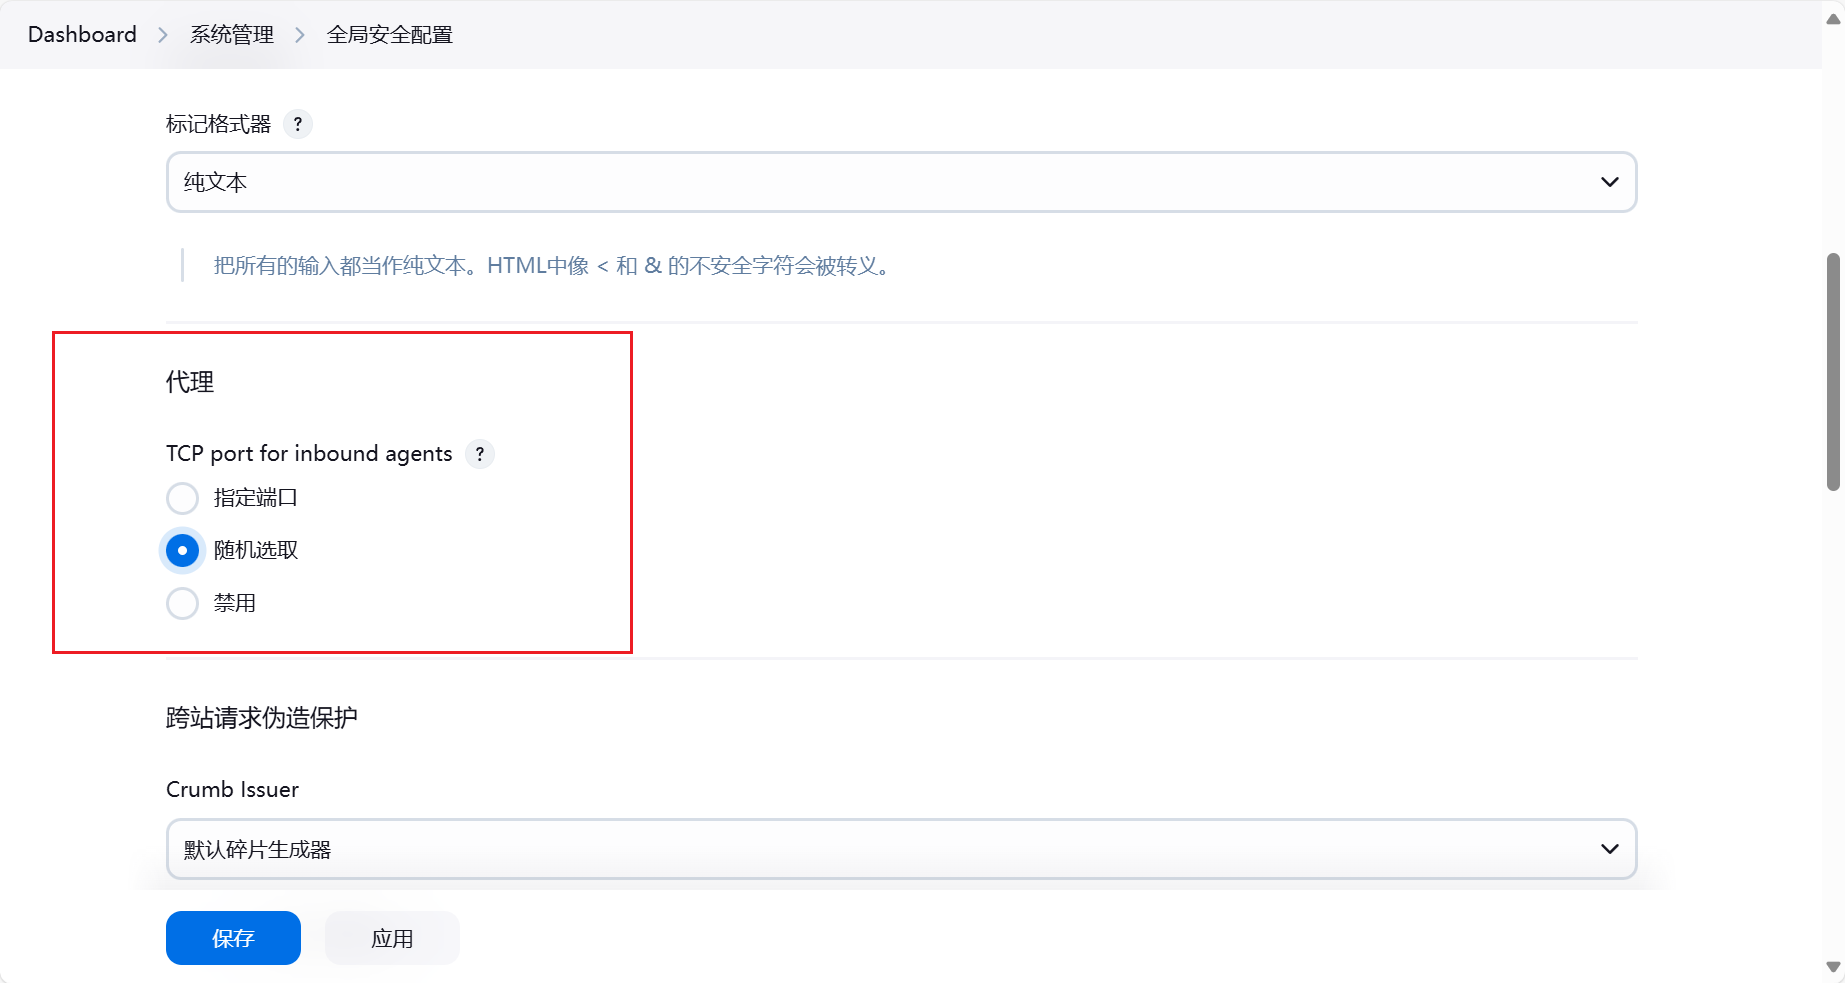 Dashboard > 系统管理 > 全局安全配置
标记格式器 ?
纯文本
把所有的输入都当作纯文本。HTML中像 < 和 & 的不安全字符会被转义。
代理
TCP port for inbound agents ?
指定端口
随机选取
禁用
跨站请求伪造保护
Crumb Issuer
默认碎片生成器
保存 应用